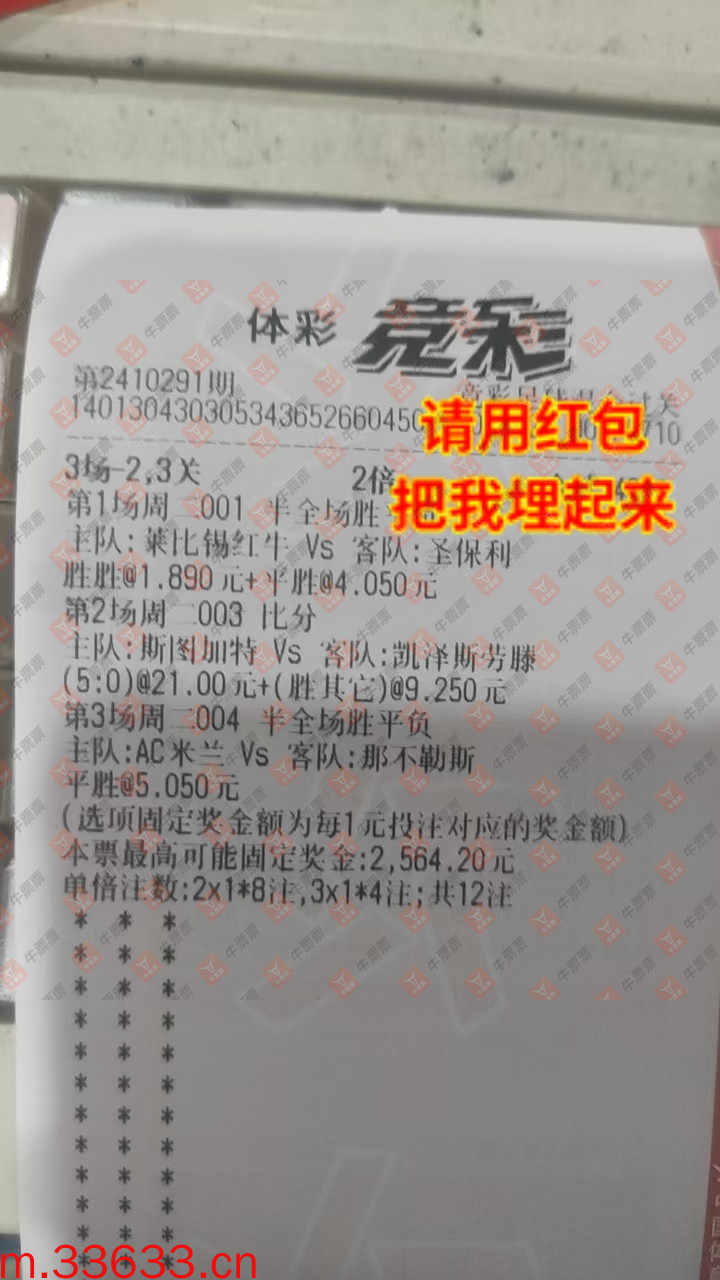 体彩 竞彩
第2410291期
140130430305343652660450
710
请用红包
把我埋起来
3场-2,3关 2倍
第1场周二001 半全场胜
主队:莱比锡红牛 Vs 客队:圣保利
胜胜@1.890元+平胜@4.050元
第2场周二003 比分
主队:斯图加特 Vs 客队:凯泽斯劳滕
(5:0)@21.00元+(胜其它)@9.250元
第3场周二004 半全场胜平负
主队:AC米兰 Vs 客队:那不勒斯
平胜@5.050元
(选项固定奖金额为每1元投注对应的奖金额)
本票最高可能固定奖金:2,564.20元
单倍注数:2x1*8注,3x1*4注;共12注
* * *
* * *
* * *
* * *
* * *
* * *
* * *
* * *
* * *
* * *
* * *
* * *
牛票票
m.33633.cn